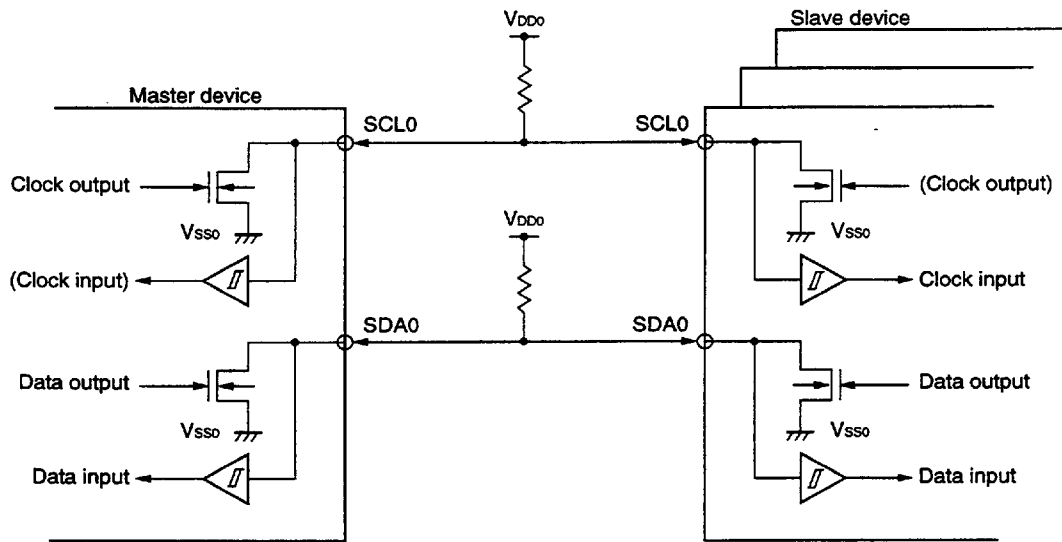 Slave device
VDD0
Master device
SCL0
SCL0
Clock output
(Clock output)
VSS0
VSS0
VDD0
(Clock input)
Clock input
SDA0
SDA0
Data output
Data output
VSS0
VSS0
Data input
Data input